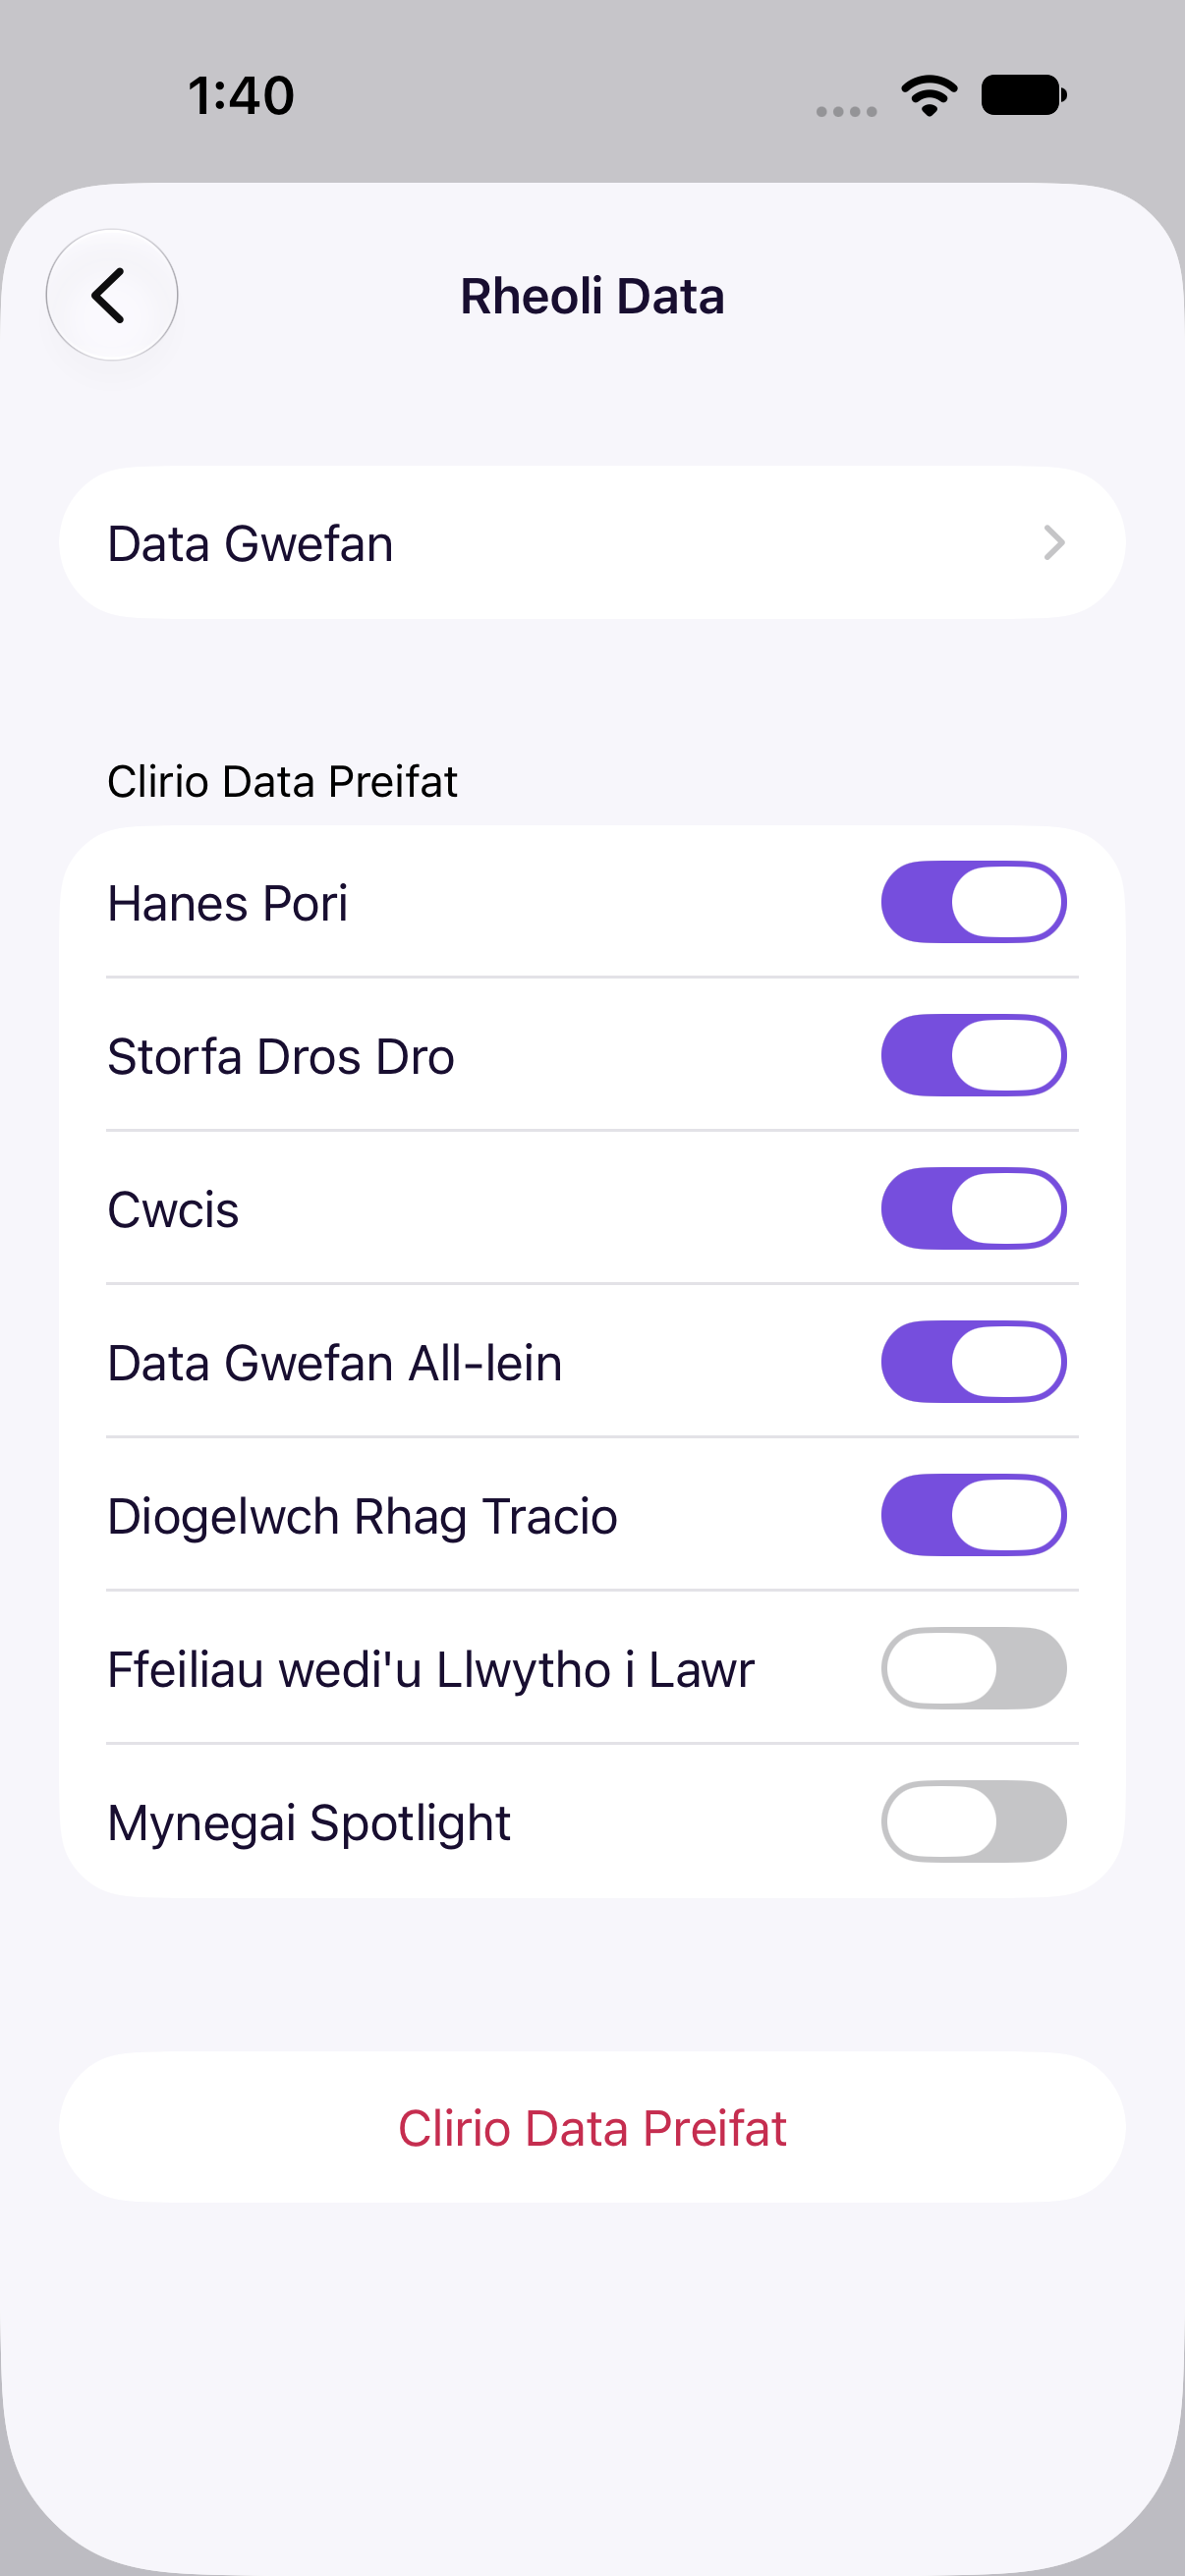 1:40
Rheoli Data
Data Gwefan
Clirio Data Preifat
Hanes Pori
Storfa Dros Dro
Cwcis
Data Gwefan All-lein
Diogelwch Rhag Tracio
Ffeiliau wedi'u Llwytho i Lawr
Mynegai Spotlight
Clirio Data Preifat